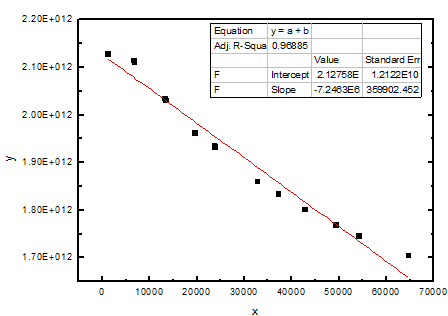 2.20E+012
2.10E+012
2.00E+012
1.90E+012
1.80E+012
1.70E+012
y
Equation y = a + b
Adj. R-Squa 0.96885
Value Standard Err
F Intercept 2.12758E 1.2122E10
F Slope -7.2463E6 359902.452
0 10000 20000 30000 40000 50000 60000 70000
x